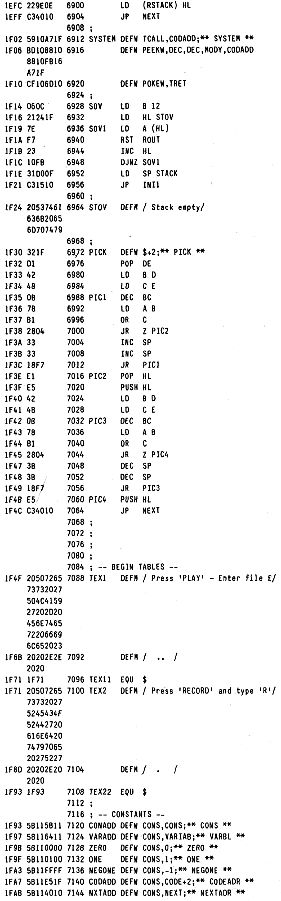 1EFC 229E0E 6900 LD (RSTACK) HL
1EFF C34010 6904 JP NEXT
6908 ;
1F02 5910A71F 6912 SYSTEM DEFW TCALL,CODADD;** SYSTEM **
1F06 BD108810 6916 DEFW PEEKW,DEC,DEC,MODY,CODADD
8810FB16
A71F
1F10 CF106D10 6920 DEFW POKEW,TRET
6924 ;
1F14 060C 6928 SOV LD B 12
1F16 21241F 6932 LD HL STOV
1F19 7E 6936 SOV1 LD A (HL)
1F1A F7 6940 RST ROUT
1F1B 23 6944 INC HL
1F1C 10FB 6948 DJNZ SOV1
1F1E 31000F 6952 LD SP STACK
1F21 C31510 6956 JP INI1
6960 ;
1F24 20537461 6964 STOV DEFM / Stack empty/
636B2065
6D707479
6968 ;
1F30 321F 6972 PICK DEFW $+2;** PICK **
1F32 D1 6976 POP DE
1F33 42 6980 LD B D
1F34 4B 6984 LD C E
1F35 0B 6988 PIC1 DEC BC
1F36 78 6992 LD A B
1F37 B1 6996 OR C
1F38 2804 7000 JR Z PIC2
1F3A 33 7004 INC SP
1F3B 33 7008 INC SP
1F3C 18F7 7012 JR PIC1
1F3E E1 7016 PIC2 POP HL
1F3F E5 7020 PUSH HL
1F40 42 7024 LD B D
1F41 4B 7028 LD C E
1F42 0B 7032 PIC3 DEC BC
1F43 78 7036 LD A B
1F44 B1 7040 OR C
1F45 2804 7044 JR Z PIC4
1F47 3B 7048 DEC SP
1F48 3B 7052 DEC SP
1F49 18F7 7056 JR PIC3
1F4B E5 7060 PIC4 PUSH HL
1F4C C34010 7064 JP NEXT
7068 ;
7072 ;
7076 ;
7080 ;
7084 ; -- BEGIN TABLES --
1F4F 20507265 7088 TEX1 DEFM / Press 'PLAY' - Enter file £/
73732027
504C4159
27202D20
456E7465
72206669
6C652023
1F6B 20202E2E 7092 DEFM / .. /
2020
1F71 1F71 7096 TEX11 EQU $
1F71 20507265 7100 TEX2 DEFM / Press 'RECORD' and type 'R'/
73732027
5245434F
52442720
616E6420
74797065
20275227
1F8D 20202E20 7104 DEFM / . /
2020
1F93 1F93 7108 TEX22 EQU $
7112 ;
7116 ; -- CONSTANTS --
1F93 5B115B11 7120 CONADD DEFW CONS,CONS;** CONS **
1F97 5B116411 7124 VARADD DEFW CONS,VARIAB;** VARBL **
1F9B 5B110000 7128 ZERO DEFW CONS,0;** ZERO **
1F9F 5B110100 7132 ONE DEFW CONS,1;** ONE **
1FA3 5B11FFFF 7136 NEGONE DEFW CONS,-1;** NEGONE **
1FA7 5B11E51F 7140 CODADD DEFW CONS,CODE+2;** CODEADR **
1FAB 5B114010 7144 NXTADD DEFW CONS,NEXT;** NEXTADR **